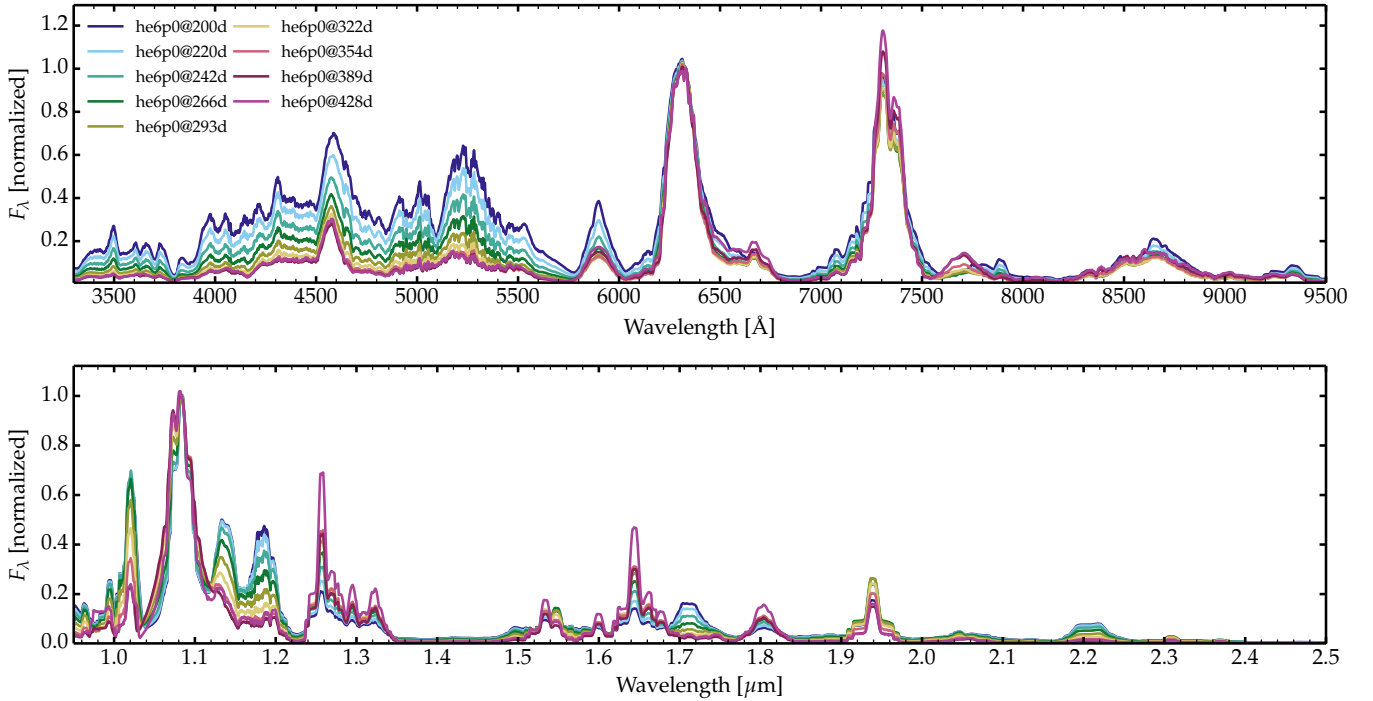 F_λ [normalized]
1.2
1.0
0.8
0.6
0.4
0.2
he6p0@200d
he6p0@220d
he6p0@242d
he6p0@266d
he6p0@293d
he6p0@322d
he6p0@354d
he6p0@389d
he6p0@428d
3500 4000 4500 5000 5500 6000 6500 7000 7500 8000 8500 9000 9500
Wavelength [Å]
F_λ [normalized]
1.0
0.8
0.6
0.4
0.2
0.0
1.0 1.1 1.2 1.3 1.4 1.5 1.6 1.7 1.8 1.9 2.0 2.1 2.2 2.3 2.4 2.5
Wavelength [μm]